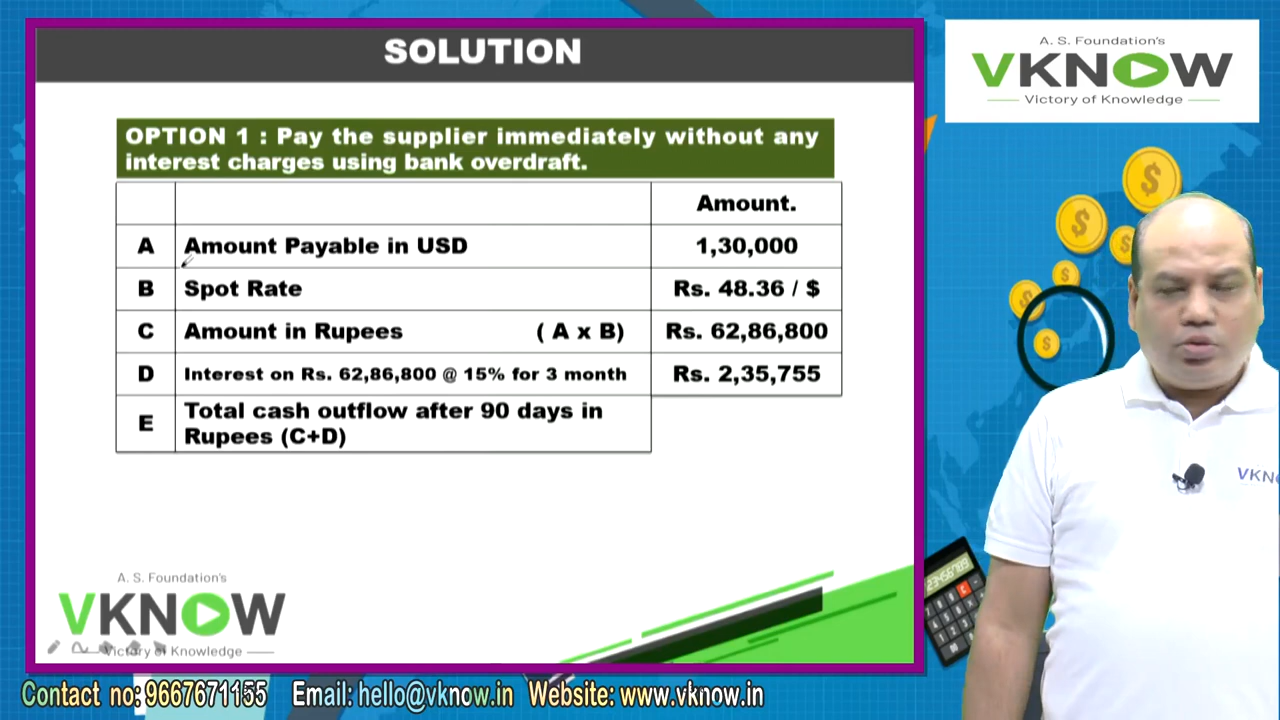 SOLUTION
A. S. Foundation's
VKNOW
Victory of Knowledge
OPTION 1 : Pay the supplier immediately without any
interest charges using bank overdraft.
Amount.
A Amount Payable in USD 1,30,000
B Spot Rate Rs. 48.36 / $
C Amount in Rupees ( A x B) Rs. 62,86,800
D Interest on Rs. 62,86,800 @ 15% for 3 month Rs. 2,35,755
E Total cash outflow after 90 days in
Rupees (C+D)
VKNO
A. S. Foundation's
VKNOW
Victory of Knowledge
Contact no: 9667671155 Email: hello@vknow.in Website: www.vknow.in